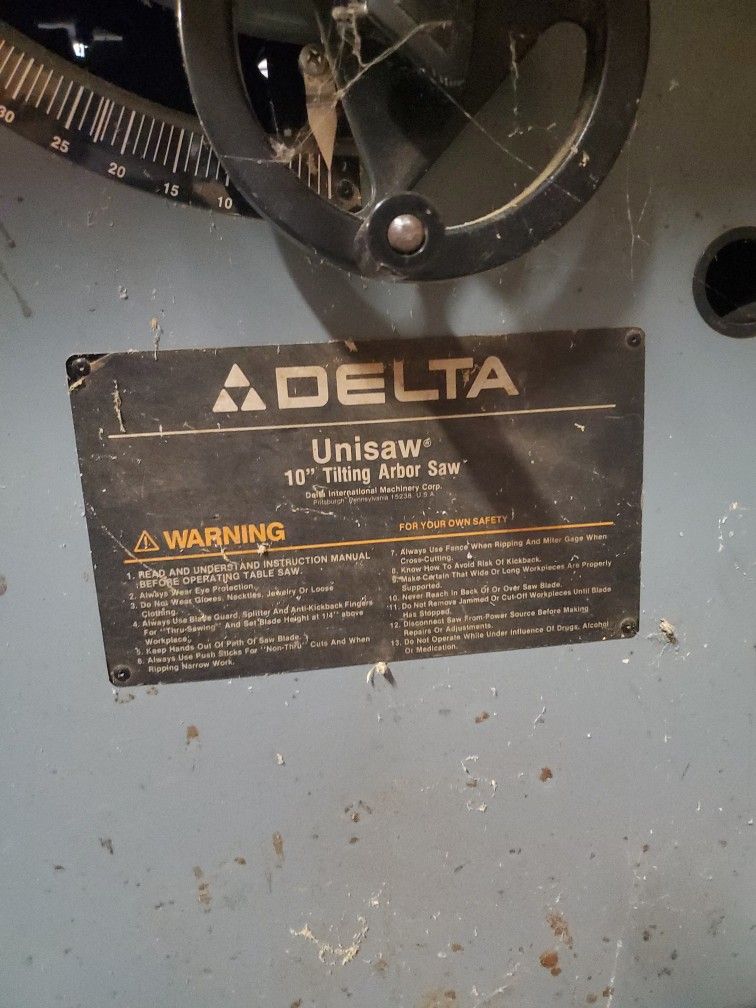 30
25
20
15
10
DELTA
Unisaw®
10" Tilting Arbor Saw
Delta International Machinery Corp.
Pittsburgh, Pennsylvania 15238, U.S.A.
WARNING
FOR YOUR OWN SAFETY
1. READ AND UNDERSTAND INSTRUCTION MANUAL
BEFORE OPERATING TABLE SAW.
2. Always Wear Eye Protection.
3. Do Not Wear Gloves, Neckties, Jewelry Or Loose
Clothing.
4. Always Use Blade Guard, Splitter And Anti-Kickback Fingers
For "Thru-Sawing" And Set Blade Height at 1/4" above
Workpiece.
5. Keep Hands Out Of Path Of Saw Blade.
6. Always Use Push Sticks For "Non-Thru" Cuts And When
Ripping Narrow Work.
7. Always Use Fence When Ripping And Miter Gage When
Cross-Cutting.
8. Know How To Avoid Risk Of Kickback.
9. Make Certain That Wide Or Long Workpieces Are Properly
Supported.
10. Never Reach In Back Of Or Over Saw Blade.
11. Do Not Remove Jammed Or Cut-Off Workpieces Until Blade
Has Stopped.
12. Disconnect Saw From Power Source Before Making
Repairs Or Adjustments.
13. Do Not Operate While Under Influence Of Drugs, Alcohol
Or Medication.